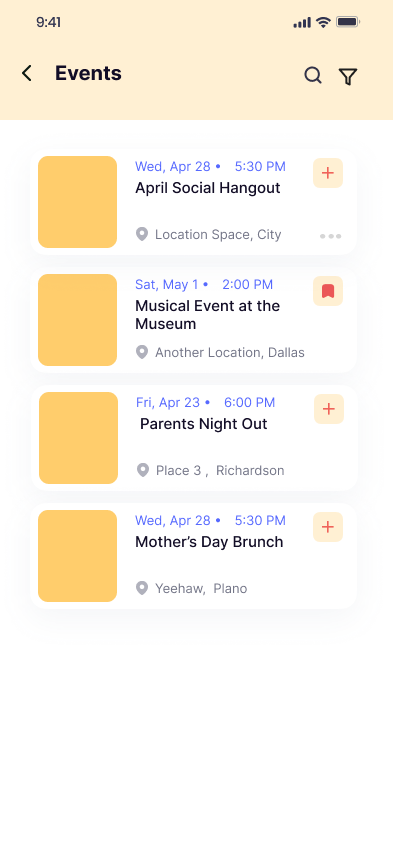 9:41
Events
Wed, Apr 28 • 5:30 PM
April Social Hangout
Location Space, City
Sat, May 1 • 2:00 PM
Musical Event at the
Museum
Another Location, Dallas
Fri, Apr 23 • 6:00 PM
Parents Night Out
Place 3 , Richardson
Wed, Apr 28 • 5:30 PM
Mother’s Day Brunch
Yeehaw, Plano